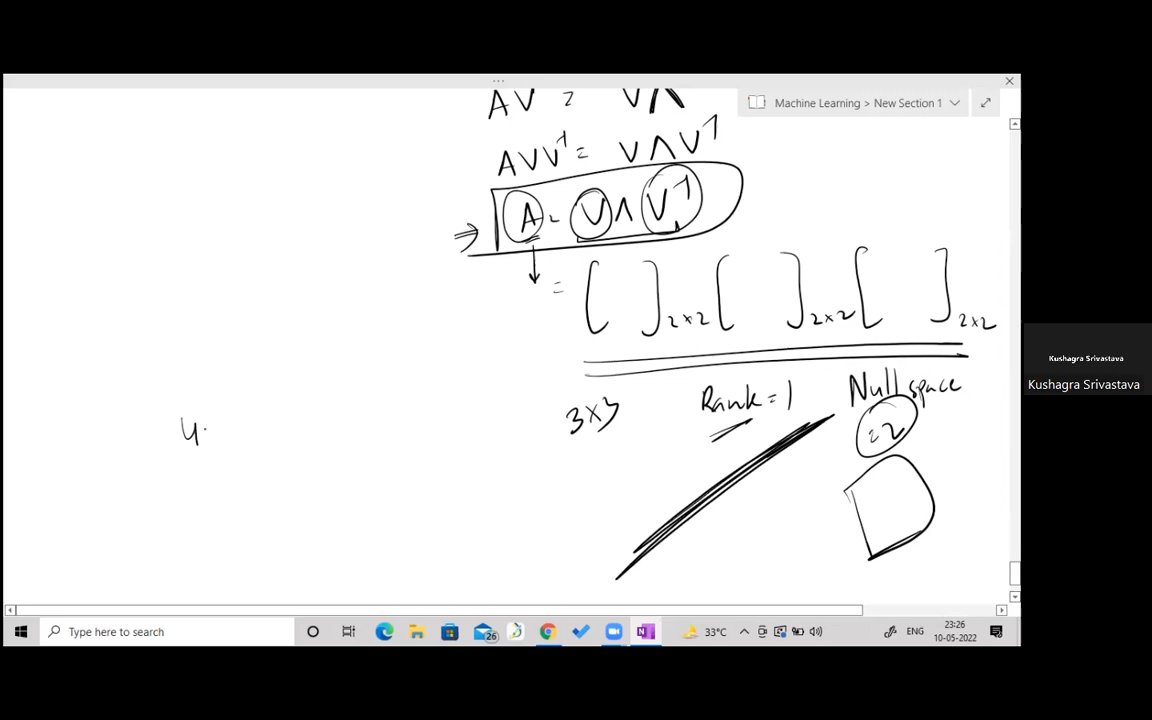 Machine Learning > New Section 1
AV = VΛ
AVV⁻¹ = VΛV⁻¹
⇒ A = VΛV⁻¹
= [ ]2×2 [ ]2×2 [ ]2×2
3×3 Rank = 1 Null space
= 2
4.
Kushagra Srivastava
Kushagra Srivastava
Type here to search
26
33°C
ENG
23:26
10-05-2022